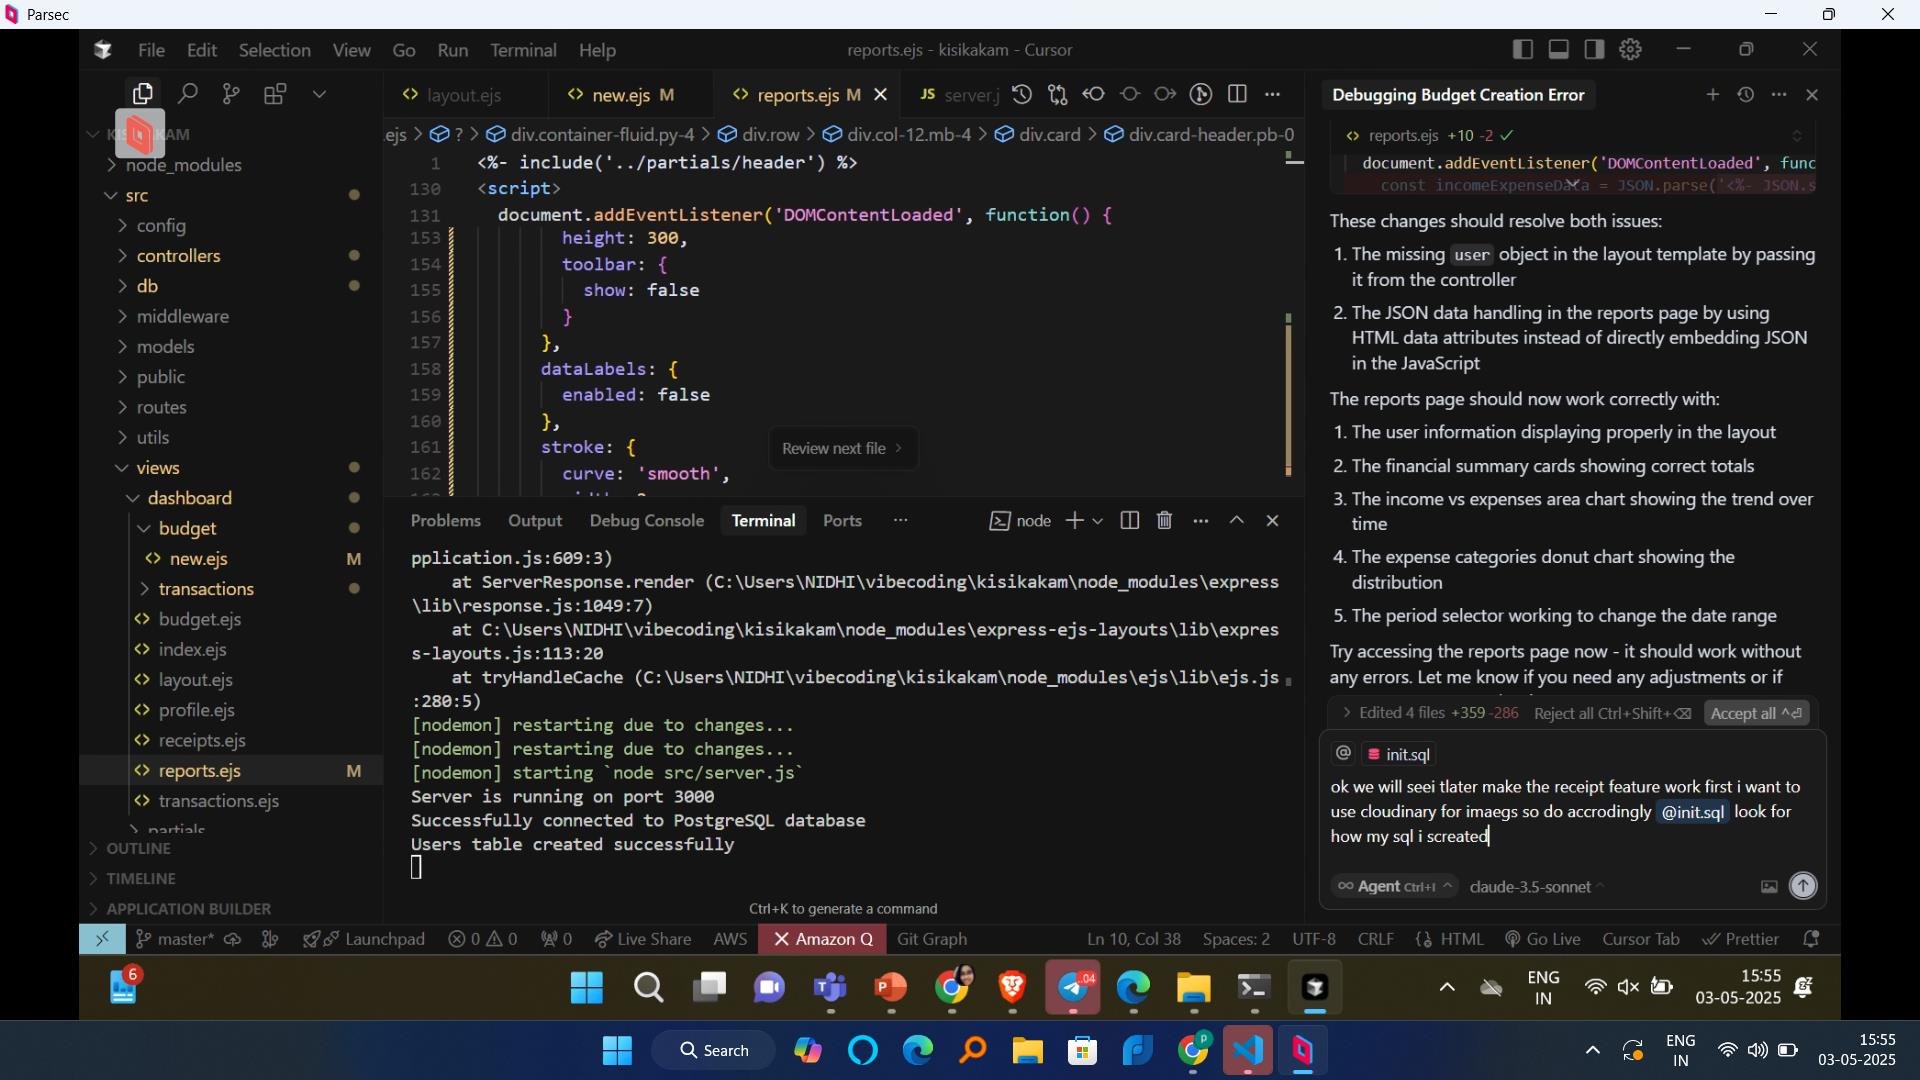 Parsec
File Edit Selection View Go Run Terminal Help
reports.ejs - kisikakam - Cursor
layout.ejs
new.ejs M
reports.ejs M
JS server.j
.ejs > ? > div.container-fluid.py-4 > div.row > div.col-12.mb-4 > div.card > div.card-header.pb-0
KISIKAKAM
node_modules
src
config
controllers
db
middleware
models
public
routes
utils
views
dashboard
budget
new.ejs M
transactions
budget.ejs
index.ejs
layout.ejs
profile.ejs
receipts.ejs
reports.ejs M
transactions.ejs
partials
OUTLINE
TIMELINE
APPLICATION BUILDER
1 <%- include('../partials/header') %>
130 <script>
131 document.addEventListener('DOMContentLoaded', function() {
153 height: 300,
154 toolbar: {
155 show: false
156 }
157 },
158 dataLabels: {
159 enabled: false
160 },
161 stroke: {
162 curve: 'smooth',
Review next file >
Problems Output Debug Console Terminal Ports ...
node
pplication.js:609:3)
at ServerResponse.render (C:\Users\NIDHI\vibecoding\kisikakam\node_modules\express
\lib\response.js:1049:7)
at C:\Users\NIDHI\vibecoding\kisikakam\node_modules\express-ejs-layouts\lib\expres
s-layouts.js:113:20
at tryHandleCache (C:\Users\NIDHI\vibecoding\kisikakam\node_modules\ejs\lib\ejs.js
:280:5)
[nodemon] restarting due to changes...
[nodemon] restarting due to changes...
[nodemon] starting `node src/server.js`
Server is running on port 3000
Successfully connected to PostgreSQL database
Users table created successfully
Ctrl+K to generate a command
Debugging Budget Creation Error
reports.ejs +10 -2
document.addEventListener('DOMContentLoaded', func
const incomeExpenseData = JSON.parse('<%- JSON.s
These changes should resolve both issues:
1. The missing user object in the layout template by passing
it from the controller
2. The JSON data handling in the reports page by using
HTML data attributes instead of directly embedding JSON
in the JavaScript
The reports page should now work correctly with:
1. The user information displaying properly in the layout
2. The financial summary cards showing correct totals
3. The income vs expenses area chart showing the trend over
time
4. The expense categories donut chart showing the
distribution
5. The period selector working to change the date range
Try accessing the reports page now - it should work without
any errors. Let me know if you need any adjustments or if
> Edited 4 files +359 -286 Reject all Ctrl+Shift+⌫ Accept all ^⏎
@ init.sql
ok we will seei tlater make the receipt feature work first i want to
use cloudinary for imaegs so do accrodingly @init.sql look for
how my sql i screated
∞ Agent Ctrl+I claude-3.5-sonnet
master* Launchpad 0 0 0 Live Share AWS Amazon Q Git Graph Ln 10, Col 38 Spaces: 2 UTF-8 CRLF {} HTML Go Live Cursor Tab Prettier
6
04
ENG
IN
15:55
03-05-2025
Search
P
ENG
IN
15:55
03-05-2025